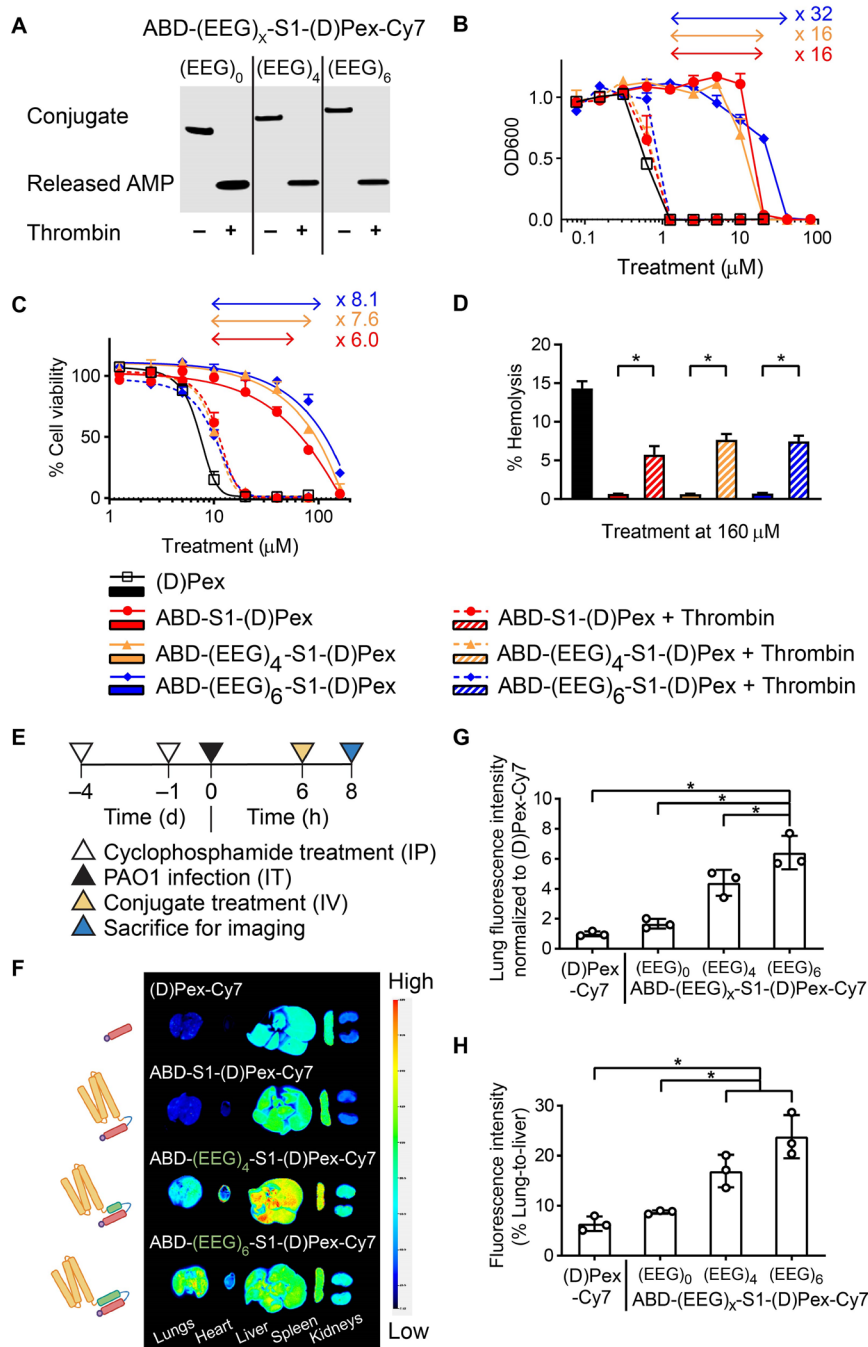 A
ABD-(EEG)x-S1-(D)Pex-Cy7
(EEG)0 (EEG)4 (EEG)6
Conjugate
Released AMP
Thrombin – + – + – +
B
x 32
x 16
x 16
OD600
1.0
0.5
0.0
0.1 1 10 100
Treatment (μM)
C
x 8.1
x 7.6
x 6.0
% Cell viability
100
50
0
1 10 100
Treatment (μM)
D
% Hemolysis
20
15
10
5
0
* * *
Treatment at 160 μM
(D)Pex
ABD-S1-(D)Pex
ABD-(EEG)4-S1-(D)Pex
ABD-(EEG)6-S1-(D)Pex
ABD-S1-(D)Pex + Thrombin
ABD-(EEG)4-S1-(D)Pex + Thrombin
ABD-(EEG)6-S1-(D)Pex + Thrombin
E
–4 –1 0 6 8
Time (d) Time (h)
Cyclophosphamide treatment (IP)
PAO1 infection (IT)
Conjugate treatment (IV)
Sacrifice for imaging
F
(D)Pex-Cy7
ABD-S1-(D)Pex-Cy7
ABD-(EEG)4-S1-(D)Pex-Cy7
ABD-(EEG)6-S1-(D)Pex-Cy7
Lungs Heart Liver Spleen Kidneys
High
Low
G
Lung fluorescence intensity
normalized to (D)Pex-Cy7
10
8
6
4
2
0
*
*
*
(D)Pex
-Cy7
(EEG)0 (EEG)4 (EEG)6
ABD-(EEG)x-S1-(D)Pex-Cy7
H
Fluorescence intensity
(% Lung-to-liver)
30
20
10
0
*
*
(D)Pex
-Cy7
(EEG)0 (EEG)4 (EEG)6
ABD-(EEG)x-S1-(D)Pex-Cy7